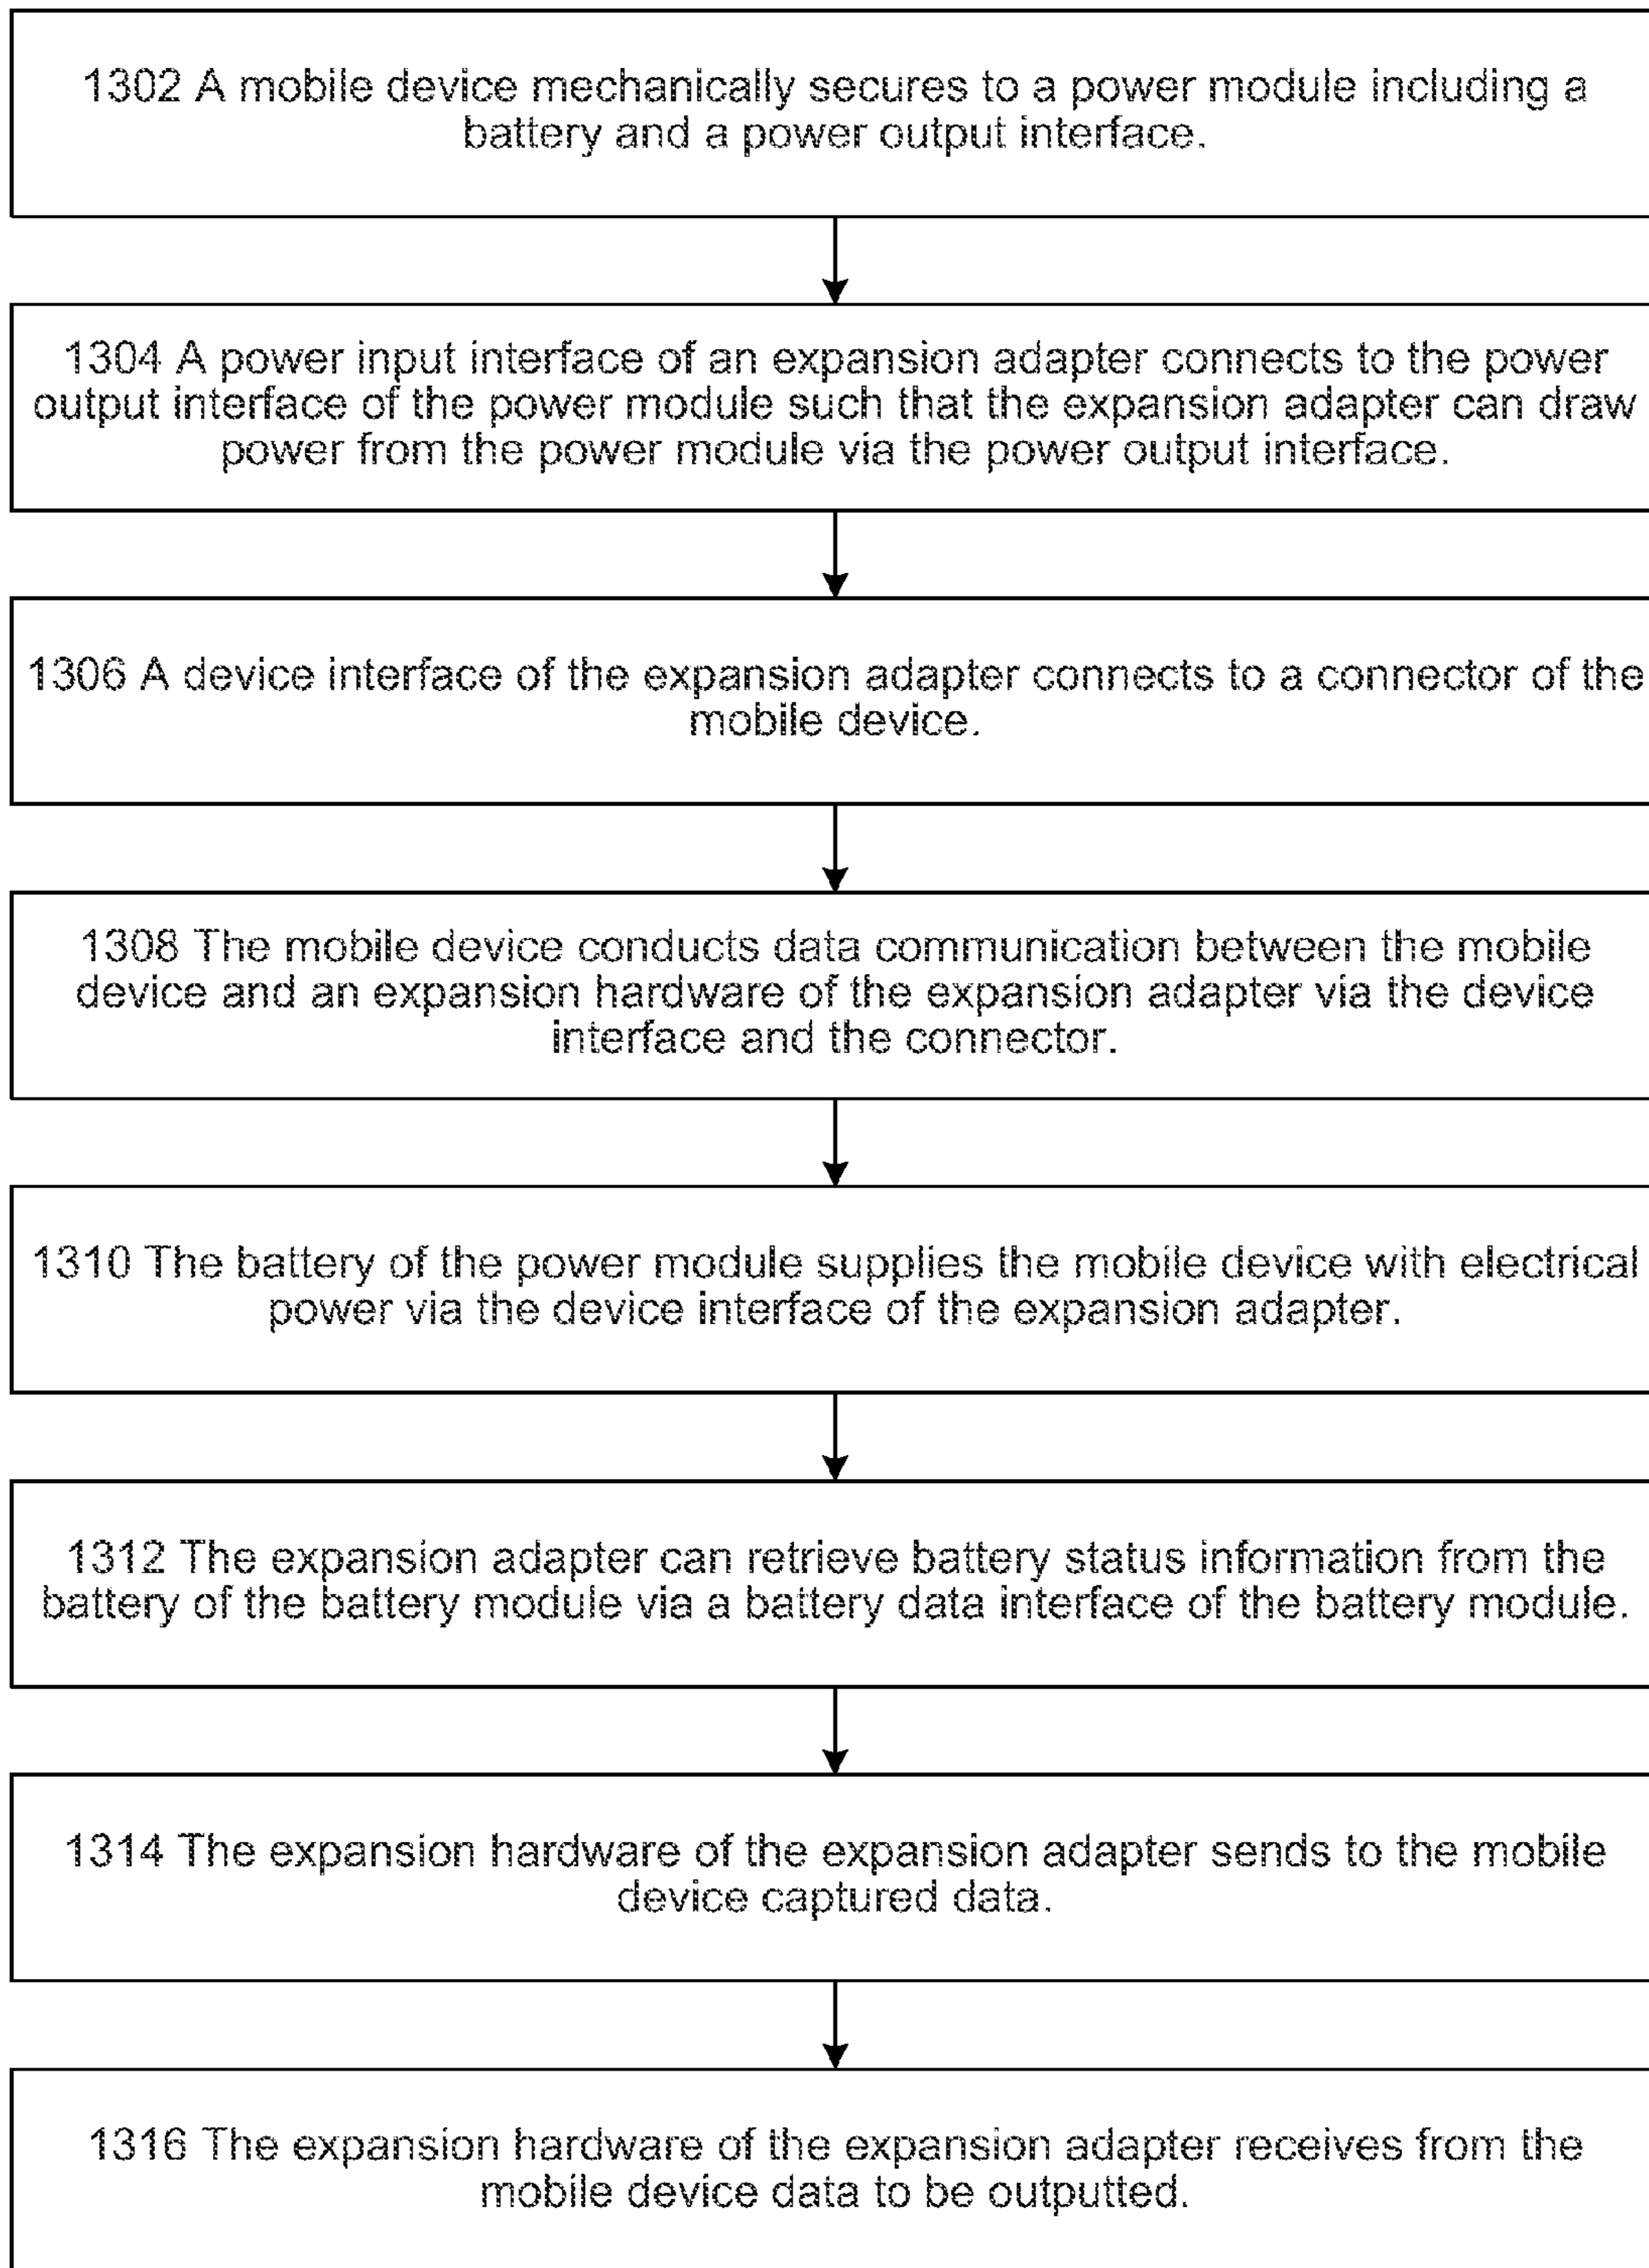 1302 A mobile device mechanically secures to a power module including a
battery and a power output interface.
1304 A power input interface of an expansion adapter connects to the power
output interface of the power module such that the expansion adapter can draw
power from the power module via the power output interface.
1306 A device interface of the expansion adapter connects to a connector of the
mobile device.
1308 The mobile device conducts data communication between the mobile
device and an expansion hardware of the expansion adapter via the device
interface and the connector.
1310 The battery of the power module supplies the mobile device with electrical
power via the device interface of the expansion adapter.
1312 The expansion adapter can retrieve battery status information from the
battery of the battery module via a battery data interface of the battery module.
1314 The expansion hardware of the expansion adapter sends to the mobile
device captured data.
1316 The expansion hardware of the expansion adapter receives from the
mobile device data to be outputted.